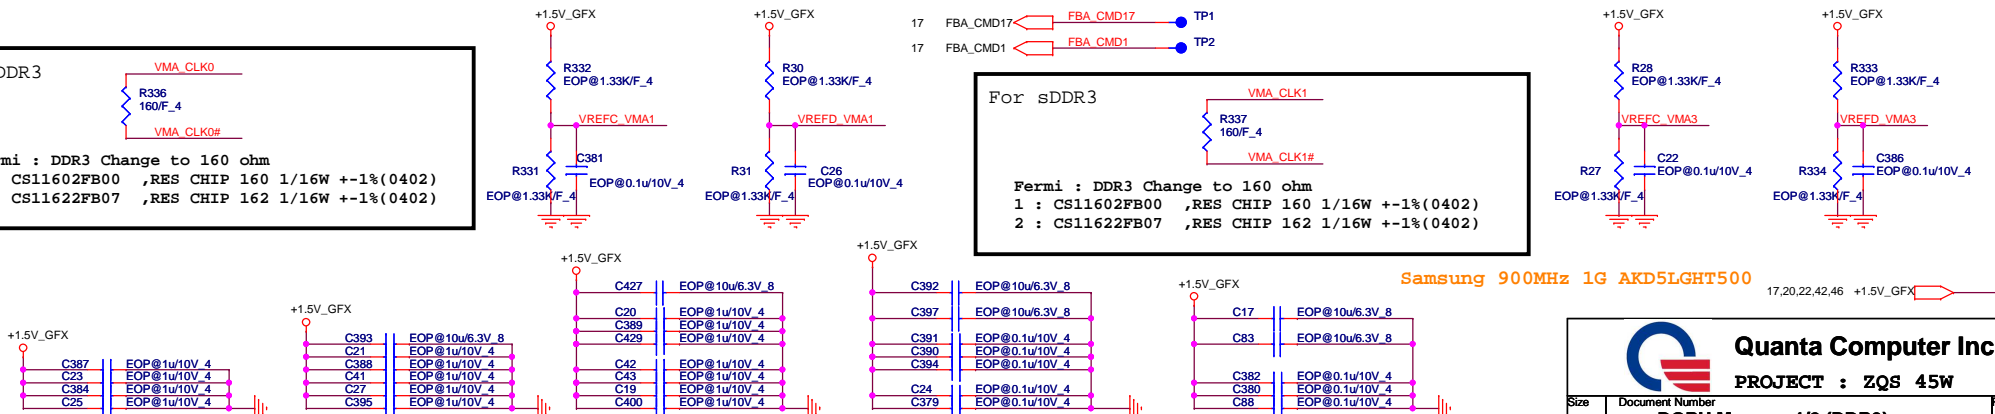 DDR3
VMA_CLK0
R336
160/F_4
VMA_CLK0#
rmi : DDR3 Change to 160 ohm
CS11602FB00 ,RES CHIP 160 1/16W +-1%(0402)
CS11622FB07 ,RES CHIP 162 1/16W +-1%(0402)
+1.5V_GFX
R332
EOP@1.33K/F_4
VREFC_VMA1
R331
EOP@1.33K/F_4
C381
EOP@0.1u/10V_4
+1.5V_GFX
R30
EOP@1.33K/F_4
VREFD_VMA1
R31
EOP@1.33K/F_4
C26
EOP@0.1u/10V_4
17 FBA_CMD17 FBA_CMD17 TP1
17 FBA_CMD1 FBA_CMD1 TP2
For sDDR3
VMA_CLK1
R337
160/F_4
VMA_CLK1#
Fermi : DDR3 Change to 160 ohm
1 : CS11602FB00 ,RES CHIP 160 1/16W +-1%(0402)
2 : CS11622FB07 ,RES CHIP 162 1/16W +-1%(0402)
+1.5V_GFX
R28
EOP@1.33K/F_4
VREFC_VMA3
R27
EOP@1.33K/F_4
C22
EOP@0.1u/10V_4
+1.5V_GFX
R333
EOP@1.33K/F_4
VREFD_VMA3
R334
EOP@1.33K/F_4
C386
EOP@0.1u/10V_4
+1.5V_GFX
C387 EOP@1u/10V_4
C23 EOP@1u/10V_4
C384 EOP@1u/10V_4
C25 EOP@1u/10V_4
+1.5V_GFX
C393 EOP@10u/6.3V_8
C21 EOP@1u/10V_4
C388 EOP@1u/10V_4
C41 EOP@1u/10V_4
C27 EOP@1u/10V_4
C395 EOP@1u/10V_4
+1.5V_GFX
C427 EOP@10u/6.3V_8
C20 EOP@1u/10V_4
C389 EOP@1u/10V_4
C429 EOP@1u/10V_4
C42 EOP@1u/10V_4
C43 EOP@1u/10V_4
C19 EOP@1u/10V_4
C400 EOP@1u/10V_4
+1.5V_GFX
C392 EOP@10u/6.3V_8
C397 EOP@10u/6.3V_8
C391 EOP@0.1u/10V_4
C390 EOP@0.1u/10V_4
C394 EOP@0.1u/10V_4
C24 EOP@0.1u/10V_4
C379 EOP@0.1u/10V_4
+1.5V_GFX
C17 EOP@10u/6.3V_8
C83 EOP@10u/6.3V_8
C382 EOP@0.1u/10V_4
C380 EOP@0.1u/10V_4
C88 EOP@0.1u/10V_4
Samsung 900MHz 1G AKD5LGHT500
17,20,22,42,46 +1.5V_GFX
Quanta Computer Inc
PROJECT : ZQS 45W
Size Document Number